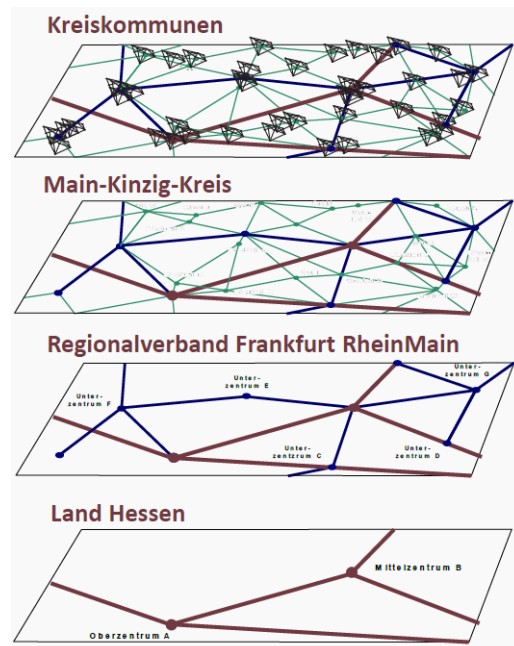 Kreiskommunen
Main-Kinzig-Kreis
Regionalverband Frankfurt RheinMain
Unter-
zentrum F
Unter-
zentrum E
Unter-
zentrum G
Unter-
zentzrum C
Unter-
zentrum D
Land Hessen
Mittelzentrum B
Oberzentrum A